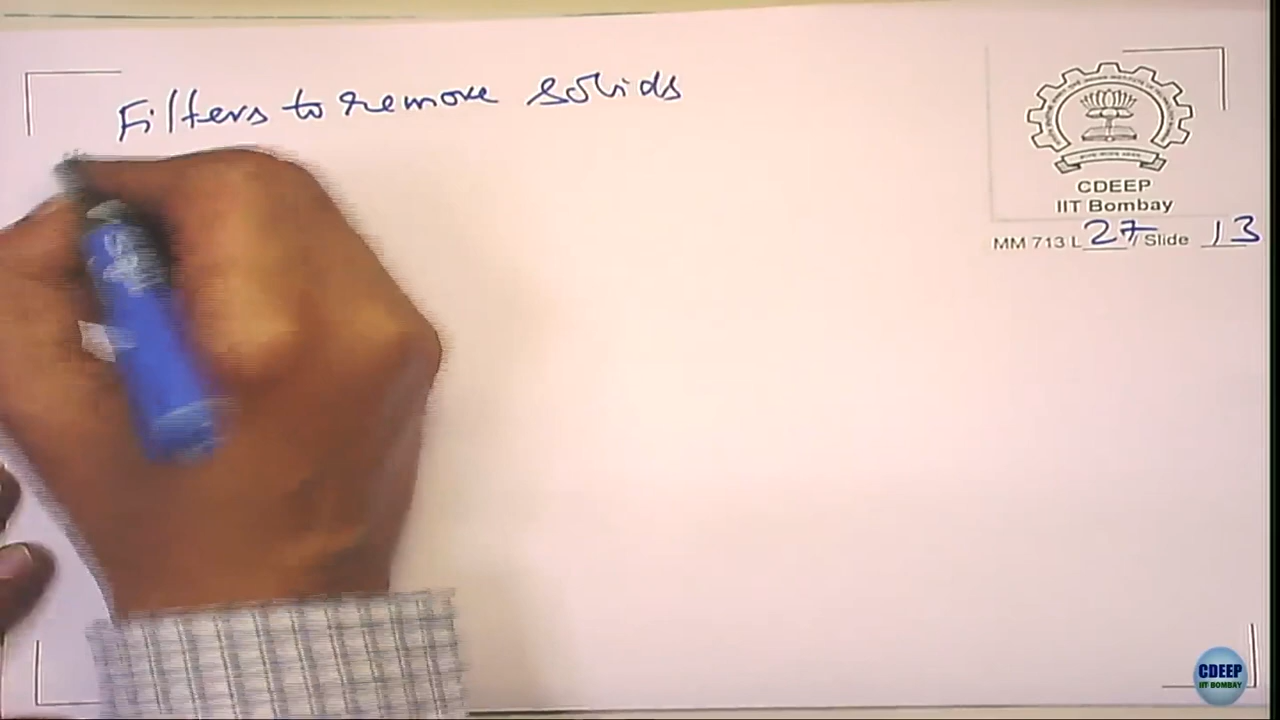 Filters to remove solids
CDEEP
IIT Bombay
MM 713 L 27 / Slide 13
CDEEP
IIT BOMBAY